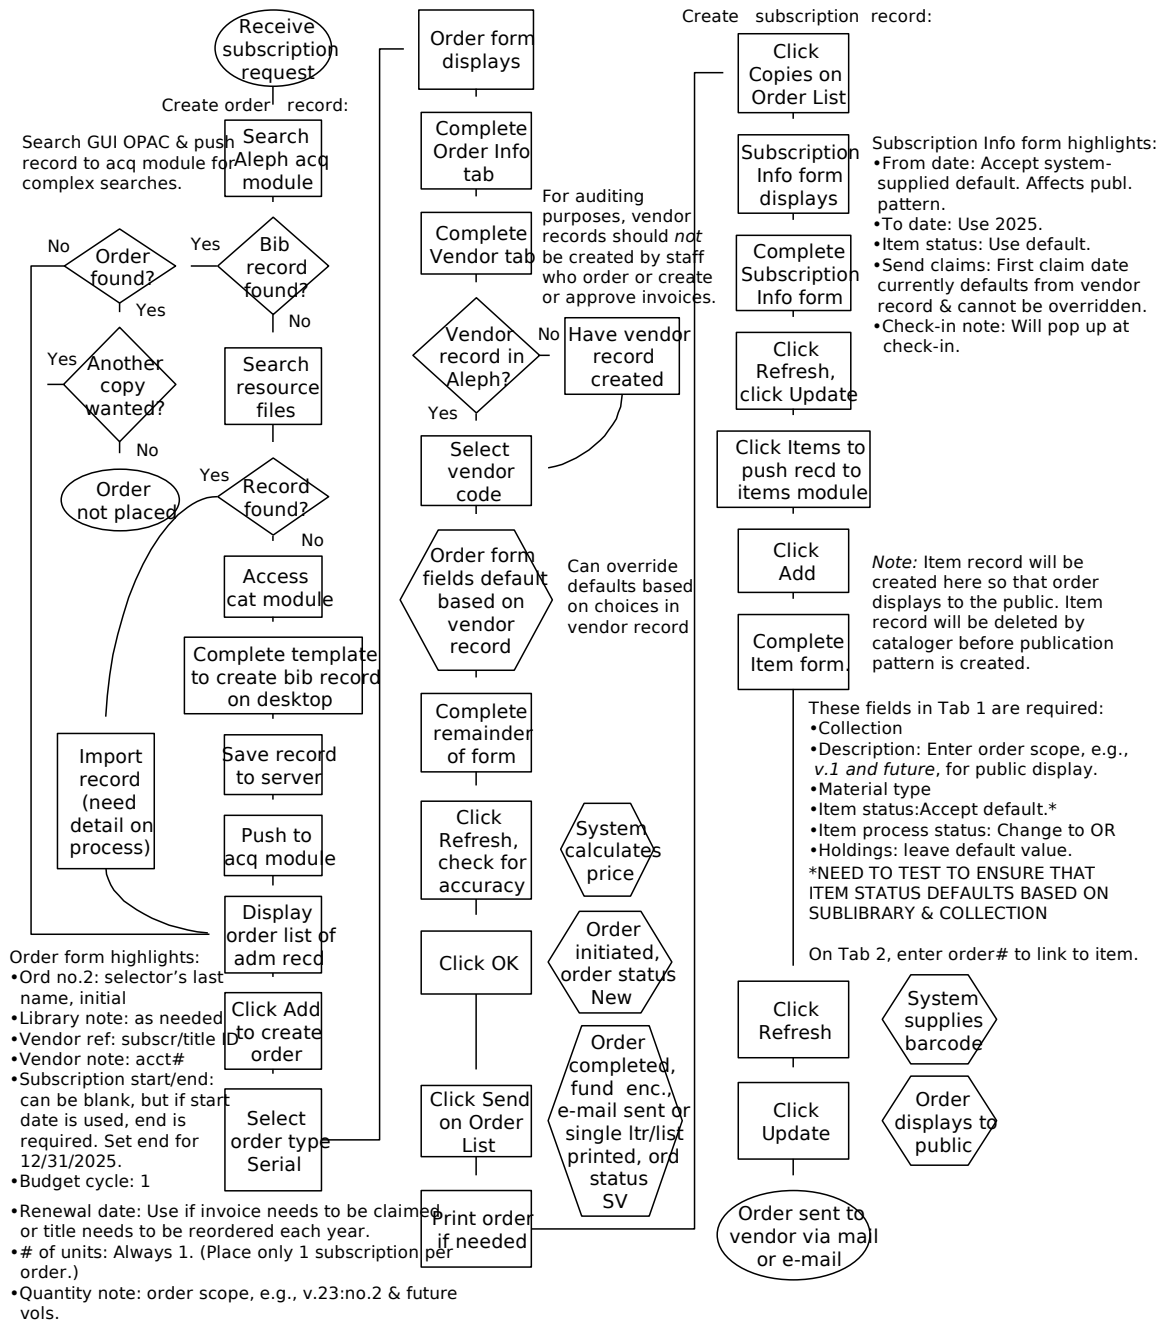 Receive
subscription
request
Create order record:
Search GUI OPAC & push
record to acq module for
complex searches.
Search
Aleph acq
module
No
Order
found?
Yes
Yes
Bib
record
found?
No
Yes
Another
copy
wanted?
No
Order
not placed
Search
resource
files
Yes
Record
found?
No
Access
cat module
Complete template
to create bib record
on desktop
Save record
to server
Import
record
(need
detail on
process)
Push to
acq module
Display
order list of
adm recd
Click Add
to create
order
Select
order type
Serial
Order form highlights:
•Ord no.2: selector’s last
name, initial
•Library note: as needed
•Vendor ref: subscr/title ID
•Vendor note: acct#
•Subscription start/end:
can be blank, but if start
date is used, end is
required. Set end for
12/31/2025.
•Budget cycle: 1
•Renewal date: Use if invoice needs to be claimed
or title needs to be reordered each year.
•# of units: Always 1. (Place only 1 subscription per
order.)
•Quantity note: order scope, e.g., v.23:no.2 & future
vols.
Order form
displays
Complete
Order Info
tab
Complete
Vendor tab
For auditing
purposes, vendor
records should not
be created by staff
who order or create
or approve invoices.
Vendor
record in
Aleph?
No
Have vendor
record
created
Yes
Select
vendor
code
Order form
fields default
based on
vendor
record
Can override
defaults based
on choices in
vendor record
Complete
remainder
of form
Click
Refresh,
check for
accuracy
System
calculates
price
Click OK
Order
initiated,
order status
New
Click Send
on Order
List
Order
completed,
fund enc.,
e-mail sent or
single ltr/list
printed, ord
status
SV
Print order
if needed
Create subscription record:
Click
Copies on
Order List
Subscription
Info form
displays
Complete
Subscription
Info form
Subscription Info form highlights:
•From date: Accept system-
supplied default. Affects publ.
pattern.
•To date: Use 2025.
•Item status: Use default.
•Send claims: First claim date
currently defaults from vendor
record & cannot be overridden.
•Check-in note: Will pop up at
check-in.
Click
Refresh,
click Update
Click Items to
push recd to
items module
Click
Add
Complete
Item form.
Note: Item record will be
created here so that order
displays to the public. Item
record will be deleted by
cataloger before publication
pattern is created.
These fields in Tab 1 are required:
•Collection
•Description: Enter order scope, e.g.,
v.1 and future, for public display.
•Material type
•Item status:Accept default.*
•Item process status: Change to OR
•Holdings: leave default value.
*NEED TO TEST TO ENSURE THAT
ITEM STATUS DEFAULTS BASED ON
SUBLIBRARY & COLLECTION
On Tab 2, enter order# to link to item.
Click
Refresh
System
supplies
barcode
Click
Update
Order
displays to
public
Order sent to
vendor via mail
or e-mail